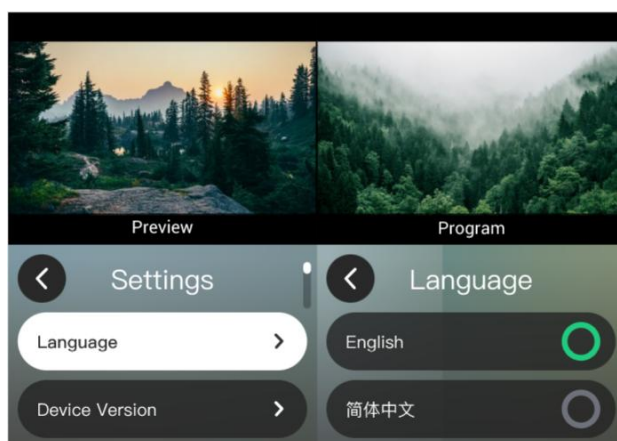 Preview
Program
Settings
Language
Language
English
Device Version
简体中文